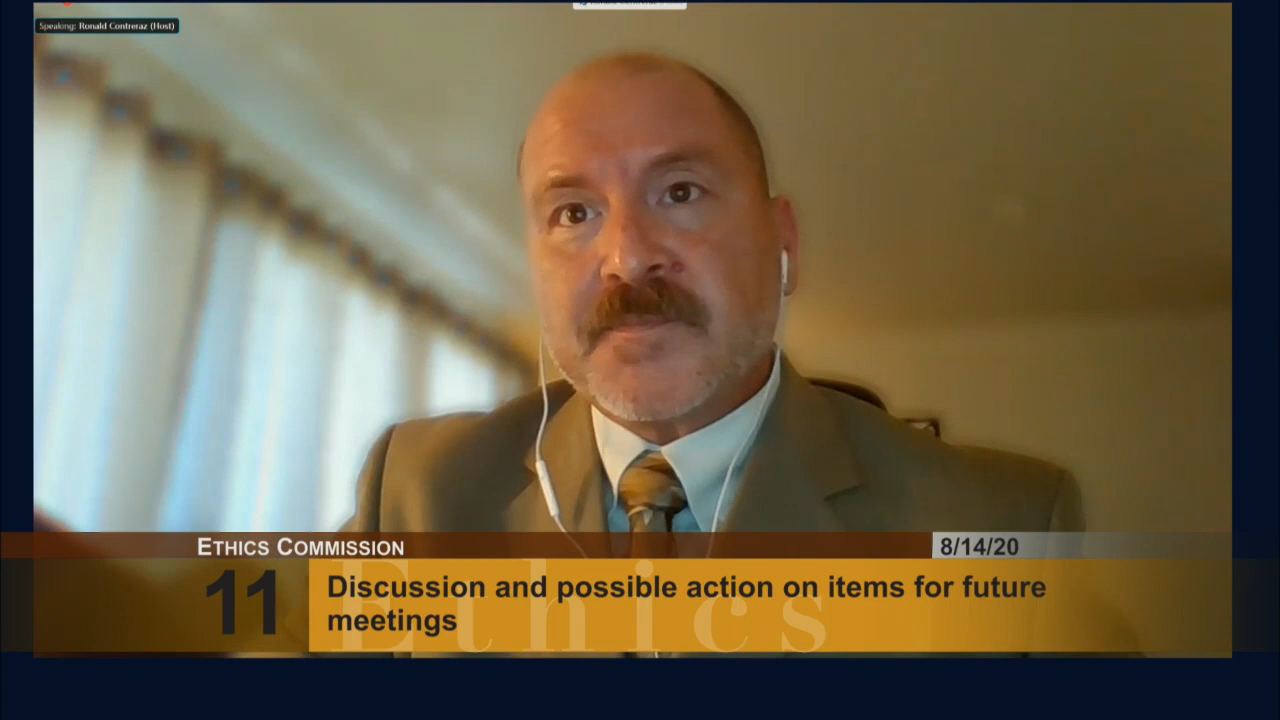 Speaking: Ronald Contreraz (Host)
ETHICS COMMISSION
8/14/20
11
Discussion and possible action on items for future
meetings
Ethics